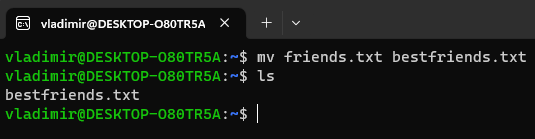 vladimir@DESKTOP-O80TR5A
vladimir@DESKTOP-O80TR5A:~$ mv friends.txt bestfriends.txt
vladimir@DESKTOP-O80TR5A:~$ ls
bestfriends.txt
vladimir@DESKTOP-O80TR5A:~$